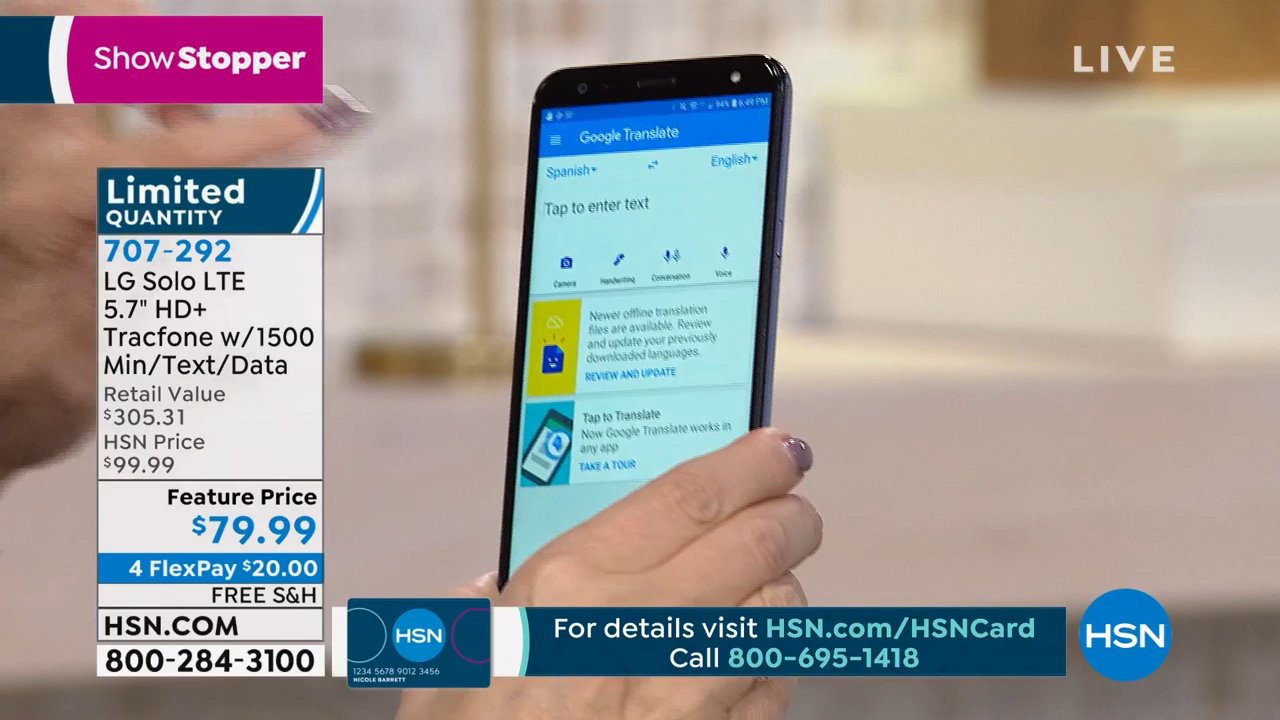 Show Stopper
LIVE
Limited
QUANTITY
707-292
LG Solo LTE
5.7" HD+
Tracfone w/1500
Min/Text/Data
Retail Value
$305.31
HSN Price
$99.99
Feature Price
$79.99
4 FlexPay $20.00
FREE S&H
HSN.COM
800-284-3100
94% 6:49 PM
Google Translate
Spanish
English
Tap to enter text
Camera
Handwriting
Conversation
Voice
Newer offline translation
files are available. Review
and update your previously
downloaded languages.
REVIEW AND UPDATE
Tap to Translate
Now Google Translate works in
any app
TAKE A TOUR
HSN
1234 5678 9012 3456
NICOLE BARRETT
For details visit HSN.com/HSNCard
Call 800-695-1418
HSN